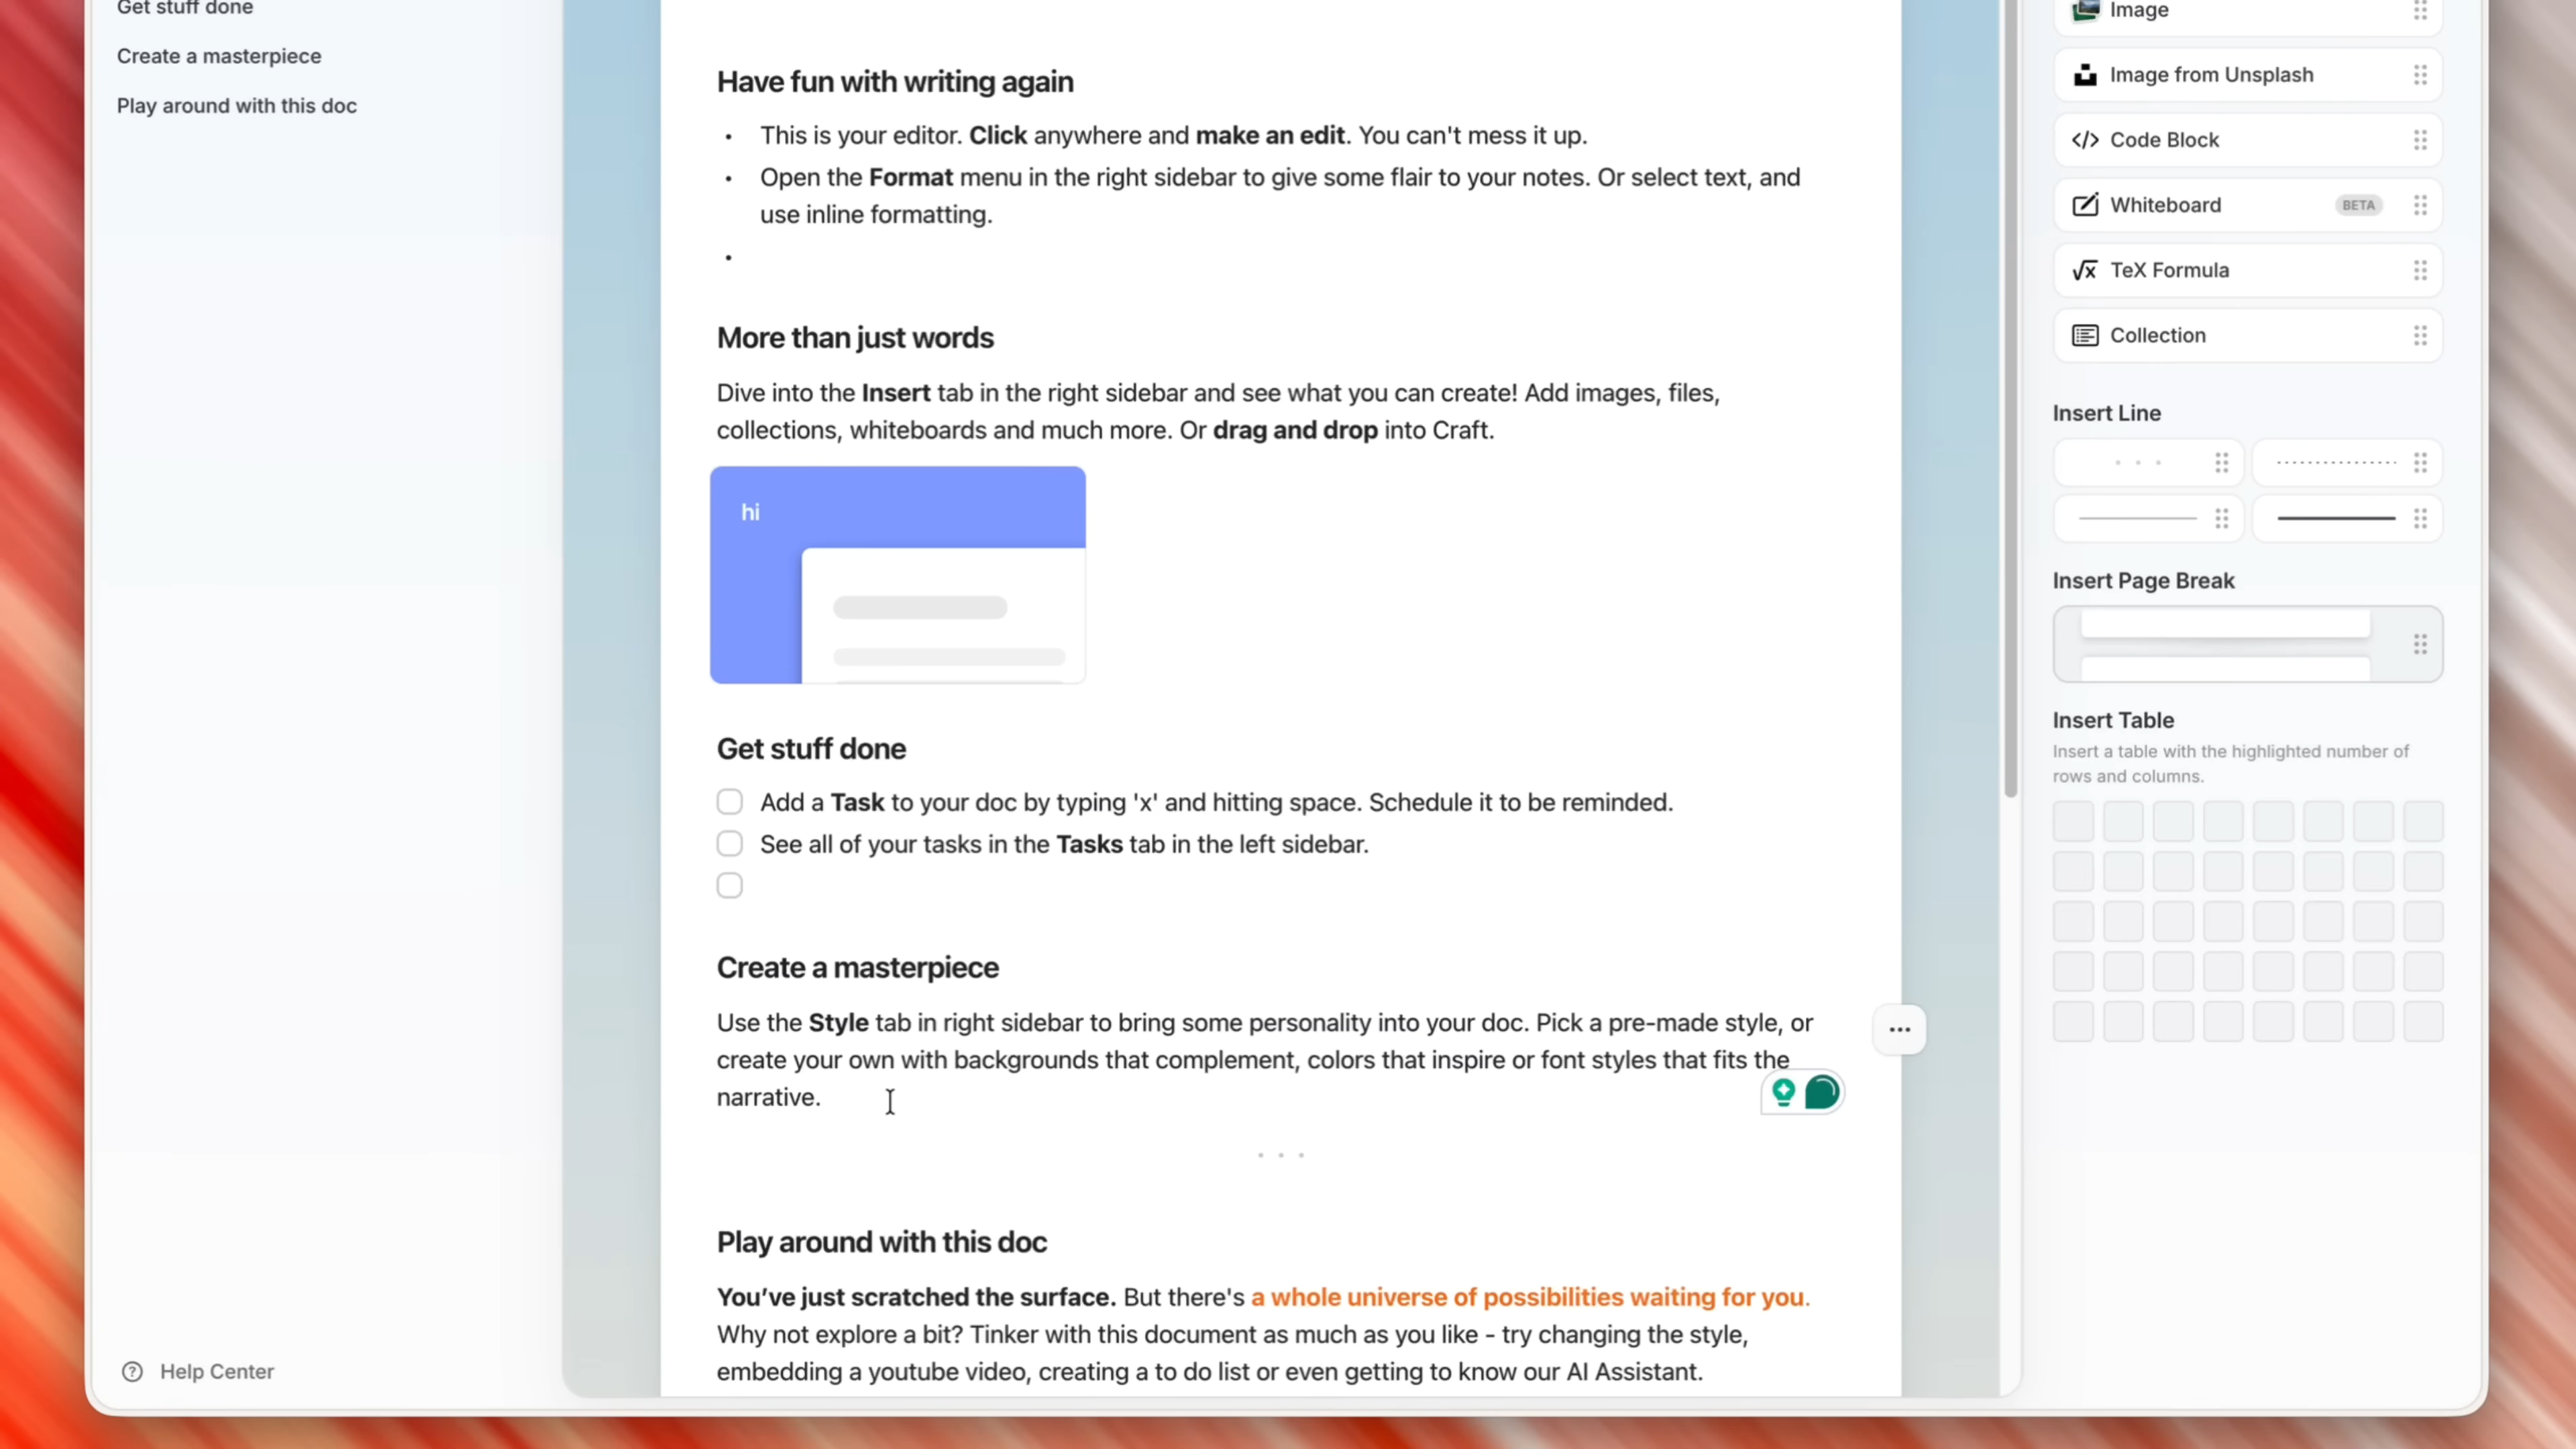 Get stuff done
Create a masterpiece
Play around with this doc
Help Center
Have fun with writing again
• This is your editor. Click anywhere and make an edit. You can't mess it up.
• Open the Format menu in the right sidebar to give some flair to your notes. Or select text, and
use inline formatting.
•
More than just words
Dive into the Insert tab in the right sidebar and see what you can create! Add images, files,
collections, whiteboards and much more. Or drag and drop into Craft.
hi
Get stuff done
Add a Task to your doc by typing 'x' and hitting space. Schedule it to be reminded.
See all of your tasks in the Tasks tab in the left sidebar.
Create a masterpiece
Use the Style tab in right sidebar to bring some personality into your doc. Pick a pre-made style, or
create your own with backgrounds that complement, colors that inspire or font styles that fits the
narrative.
Play around with this doc
You’ve just scratched the surface. But there's a whole universe of possibilities waiting for you.
Why not explore a bit? Tinker with this document as much as you like - try changing the style,
embedding a youtube video, creating a to do list or even getting to know our AI Assistant.
Image
Image from Unsplash
Code Block
Whiteboard BETA
TeX Formula
Collection
Insert Line
Insert Page Break
Insert Table
Insert a table with the highlighted number of
rows and columns.